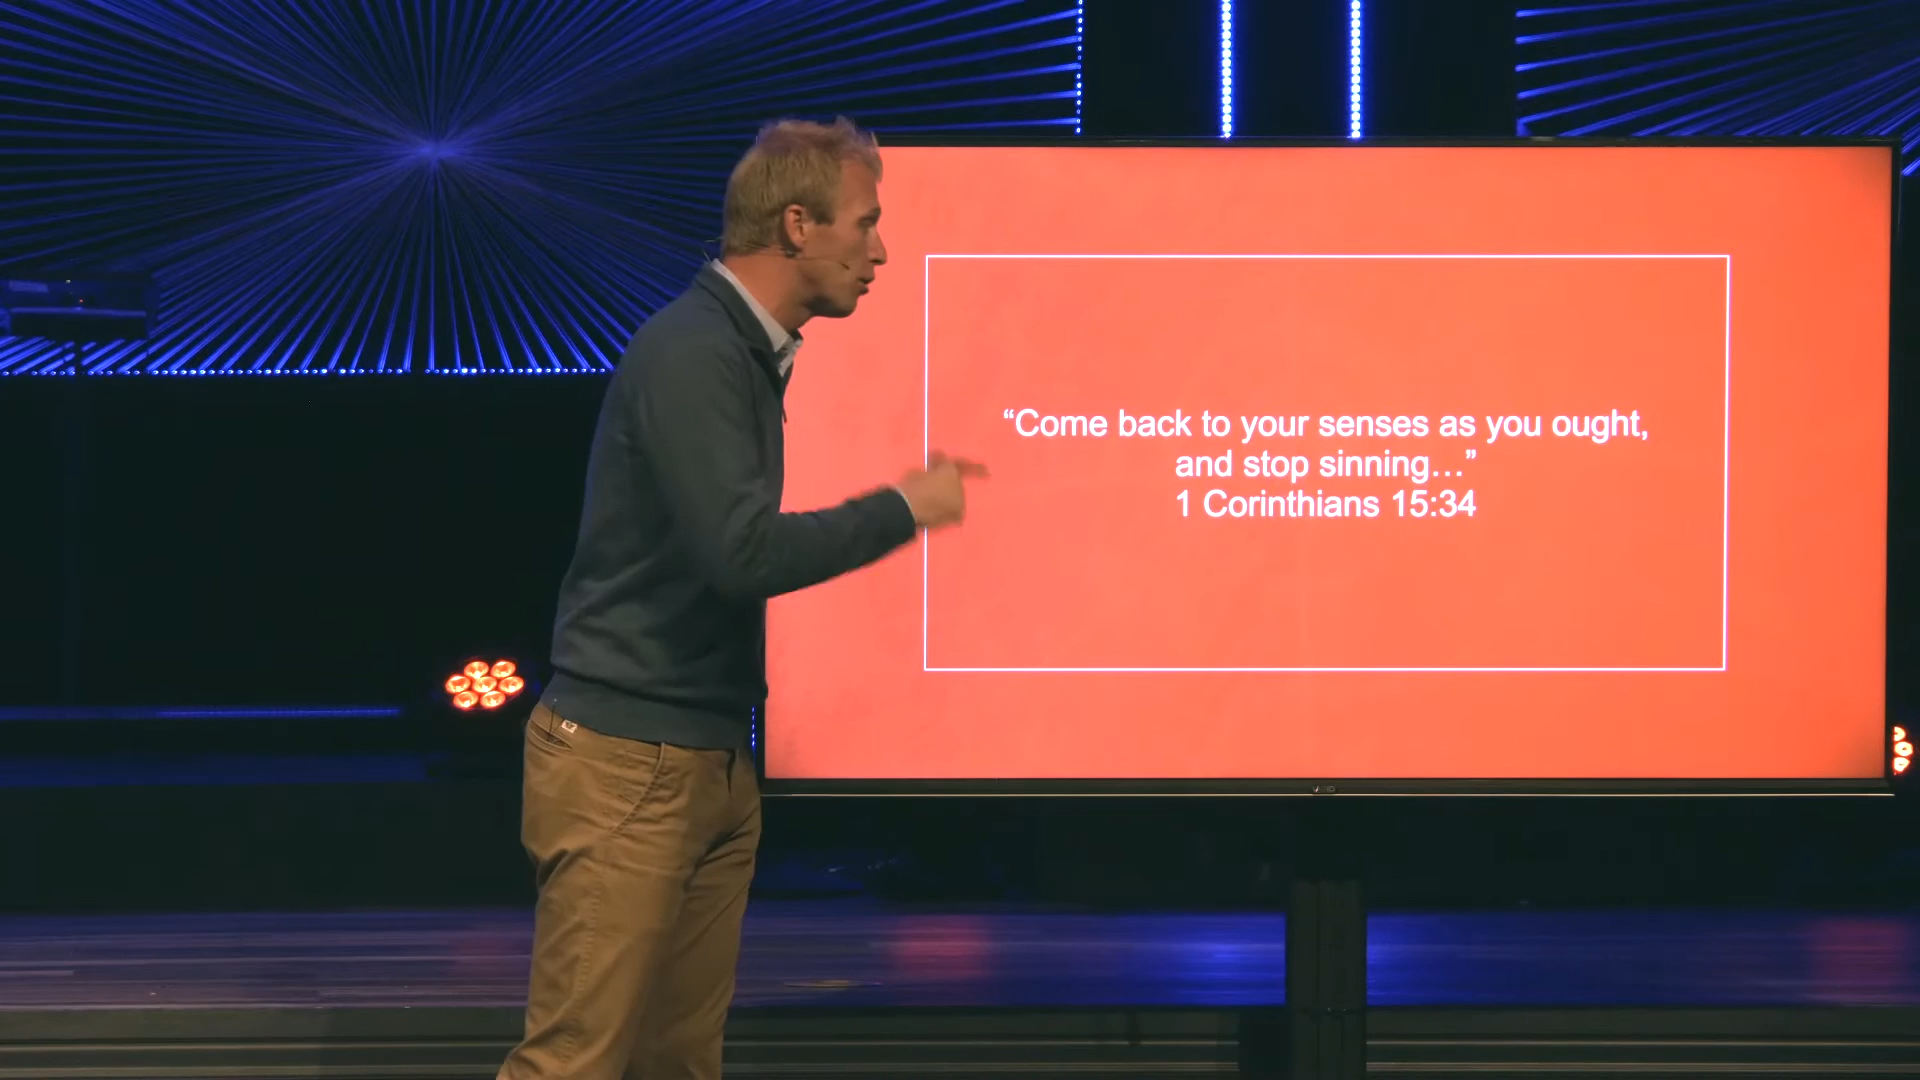 “Come back to your senses as you ought,
and stop sinning…”
1 Corinthians 15:34